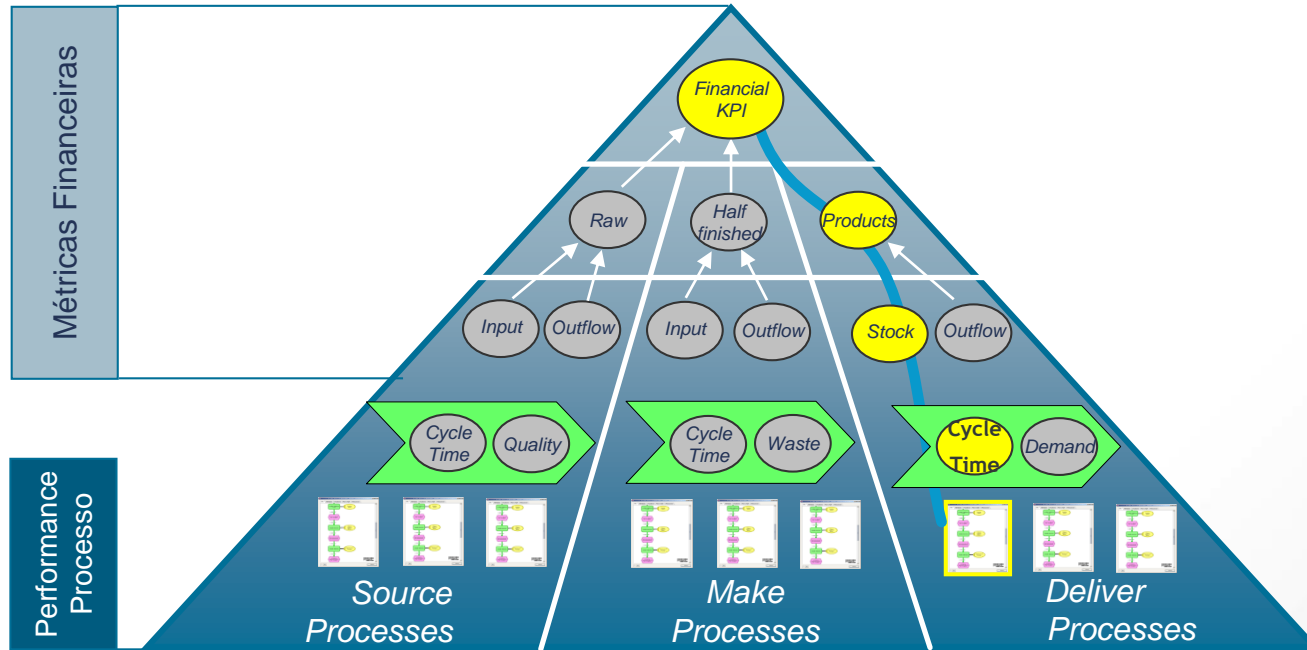 Métricas Financeiras
Financial
KPI
Raw
Half
finished
Products
Input
Outflow
Input
Outflow
Stock
Outflow
Performance
Processo
Cycle
Time
Quality
Cycle
Time
Waste
Cycle
Time
Demand
Source
Processes
Make
Processes
Deliver
Processes